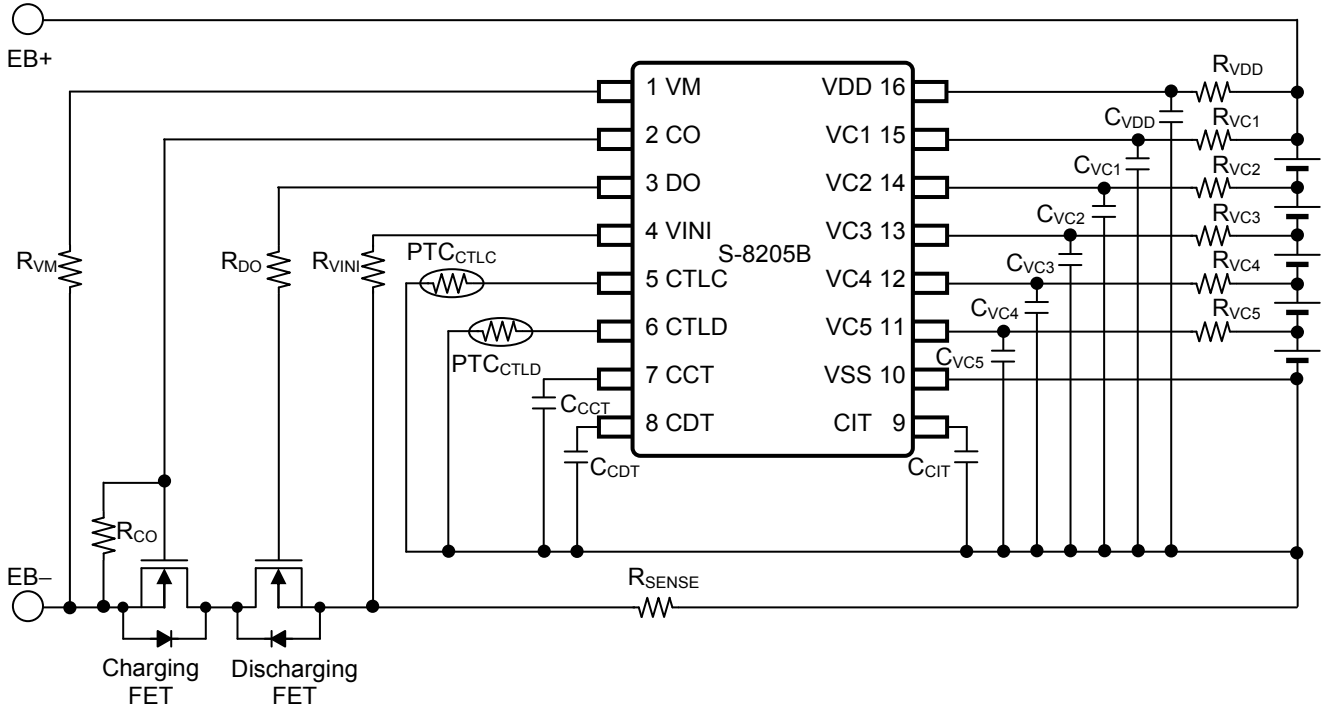 EB+
1 VM
2 CO
3 DO
4 VINI
5 CTLC
6 CTLD
7 CCT
8 CDT
S-8205B
VDD 16
VC1 15
VC2 14
VC3 13
VC4 12
VC5 11
VSS 10
CIT 9
RVDD
RVC1
RVC2
RVC3
RVC4
RVC5
CVDD
CVC1
CVC2
CVC3
CVC4
CVC5
RVM
RDO
RVINI
PTCCTLC
PTCCTLD
CCCT
CCDT
CCIT
RCO
EB−
RSENSE
Charging
FET
Discharging
FET